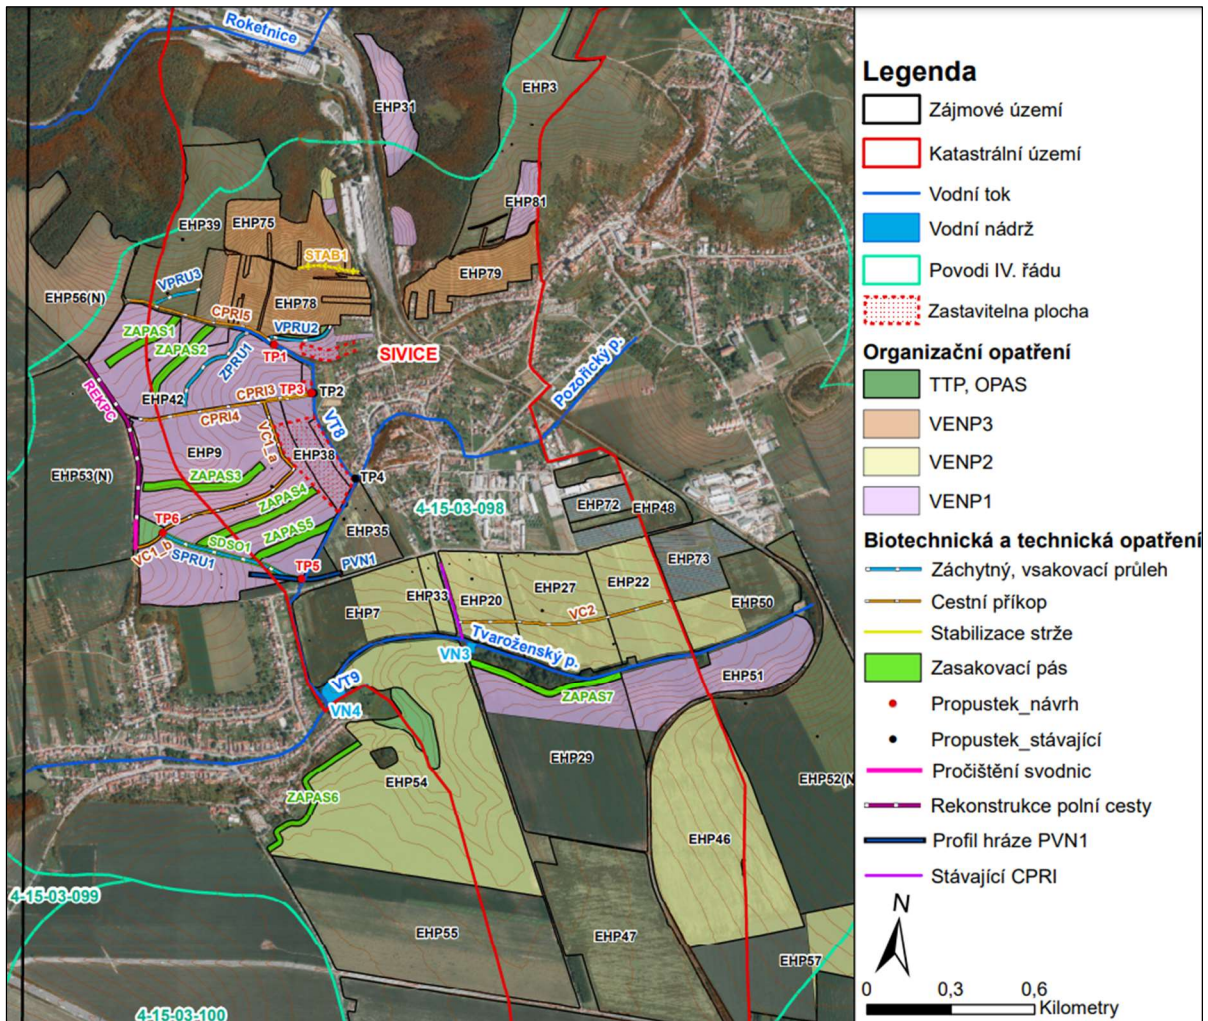 Roketnice
EHP31
EHP3
EHP81
EHP39
EHP75
STAB1
EHP79
VPRU3
EHP56(N)
EHP78
CPRI5
VPRU2
ZAPAS1
ZAPAS2
TP1
SIVICE
ZPRU1
Pozořický p.
REKPC
CPRI3
TP3
TP2
EHP42
CPRI4
VT8
VC1_a
EHP9
EHP38
EHP53(N)
ZAPAS3
TP4
ZAPAS4
4-15-03-098
EHP72
EHP48
TP6
ZAPAS5
EHP35
SDSO1
VC1_b
SPRU1
TP5
PVN1
EHP73
EHP27
EHP22
EHP33
EHP20
EHP7
VC2
EHP50
Tvaroženský p.
VN3
VT9
ZAPAS7
EHP51
VN4
EHP29
EHP54
EHP52(N
ZAPAS6
EHP46
4-15-03-099
EHP55
EHP47
EHP57
4-15-03-100
Legenda
Zájmové území
Katastrální území
Vodní tok
Vodní nádrž
Povodi IV. řádu
Zastavitelna plocha
Organizační opatření
TTP, OPAS
VENP3
VENP2
VENP1
Biotechnická a technická opatření
Záchytný, vsakovací průleh
Cestní příkop
Stabilizace strže
Zasakovací pás
Propustek_návrh
Propustek_stávající
Pročištění svodnic
Rekonstrukce polní cesty
Profil hráze PVN1
Stávající CPRI
N
0 0,3 0,6
Kilometry